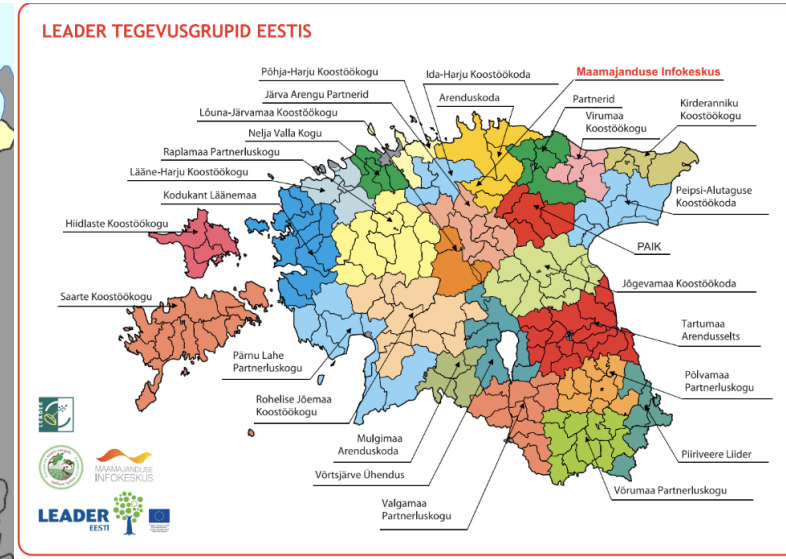 LEADER TEGEVUSGRUPID EESTIS
Põhja-Harju Koostöökogu
Ida-Harju Koostöökoda
Maamajanduse Infokeskus
Järva Arengu Partnerid
Arenduskoda
Partnerid
Kirderanniku
Koostöökogu
Lõuna-Järvamaa Koostöökogu
Virumaa
Koostöökogu
Nelja Valla Kogu
Raplamaa Partnerluskogu
Lääne-Harju Koostöökogu
Kodukant Läänemaa
Peipsi-Alutaguse
Koostöökoda
Hiidlaste Koostöökogu
PAIK
Jõgevamaa Koostöökoda
Saarte Koostöökogu
Tartumaa
Arendusselts
Pärnu Lahe
Partnerluskogu
Põlvamaa
Partnerluskogu
Rohelise Jõemaa
Koostöökogu
Mulgimaa
Arenduskoda
Piiriveere Liider
Võrtsjärve Ühendus
Võrumaa Partnerluskogu
Valgamaa
Partnerluskogu
LEADER
MAAMAJANDUSE
INFOKESKUS
LEADER
EESTI